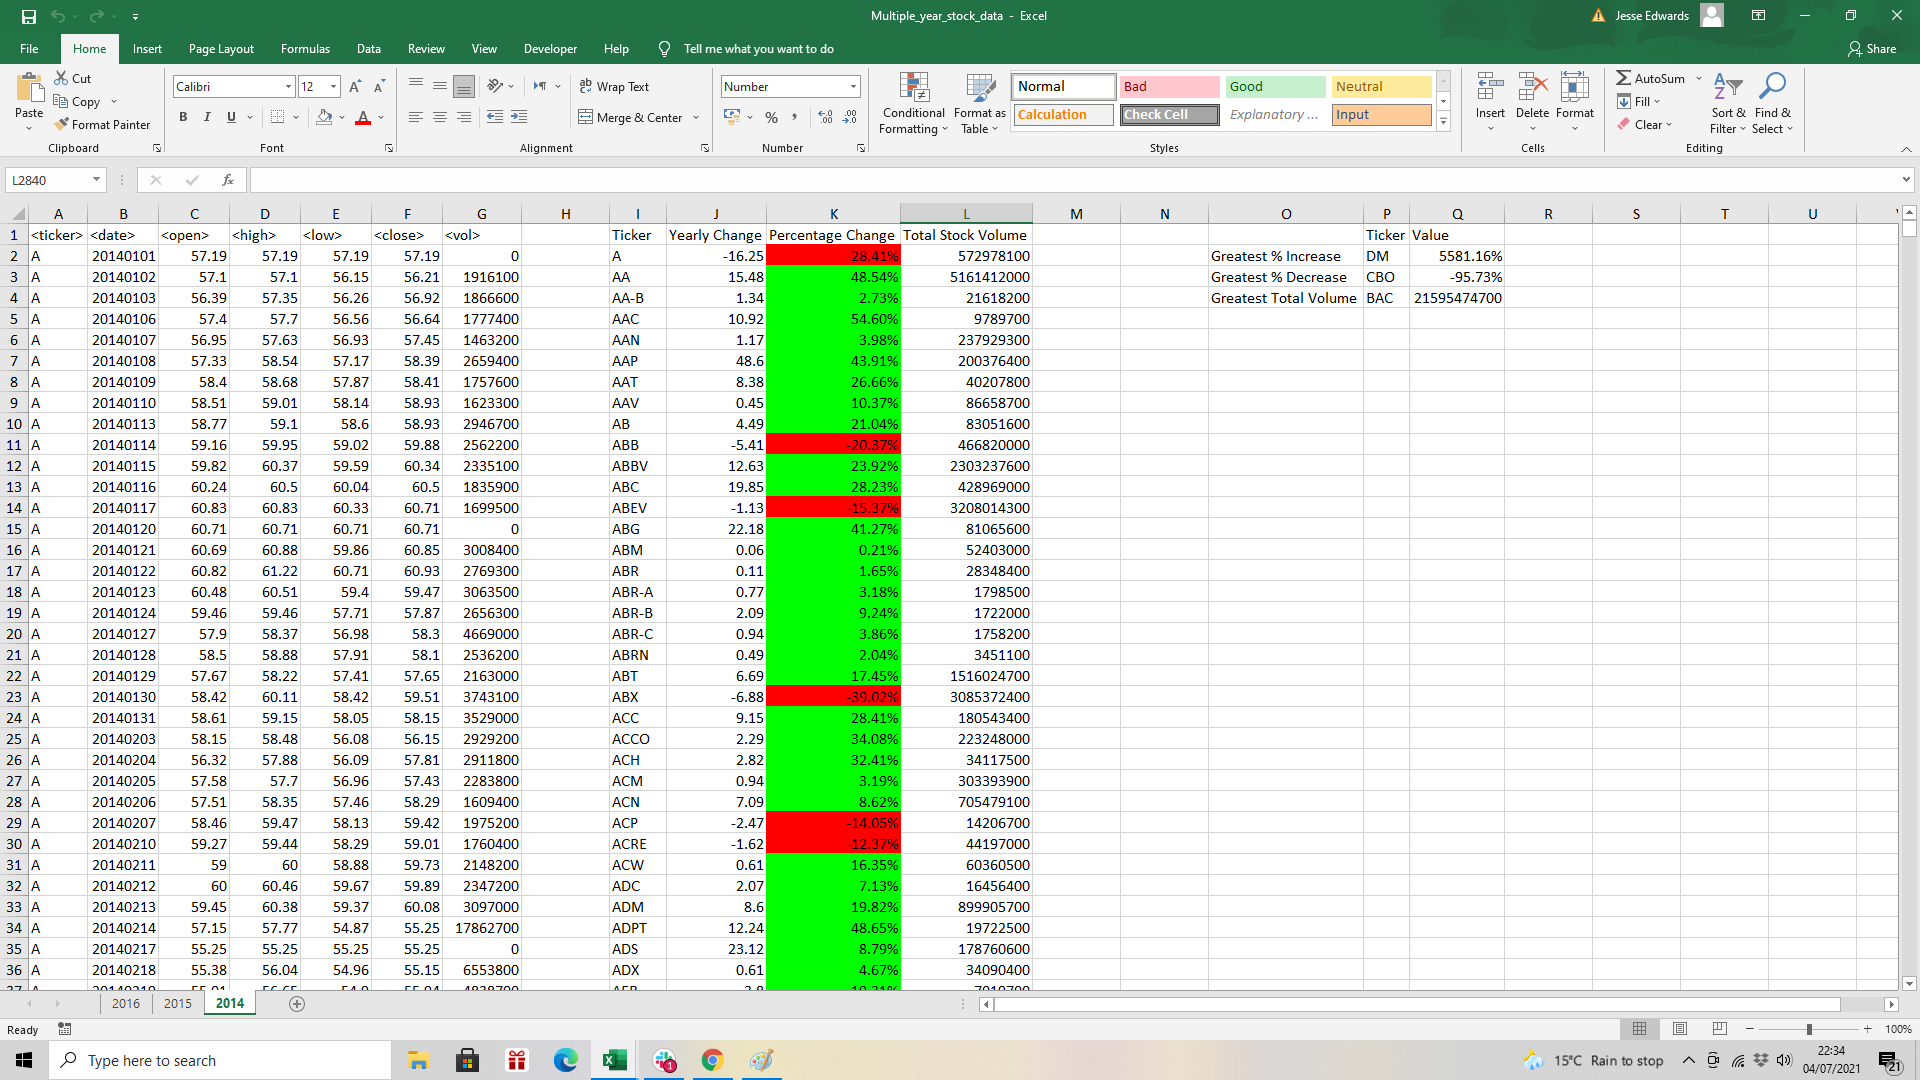 Multiple_year_stock_data - Excel
Jesse Edwards
File Home Insert Page Layout Formulas Data Review View Developer Help Tell me what you want to do Share
Paste Cut Copy Format Painter Clipboard
Calibri 12 B I U A Font
Wrap Text Merge & Center Alignment
Number % Number
Conditional Formatting Format as Table Normal Bad Good Neutral Calculation Check Cell Explanatory ... Input Styles
Insert Delete Format Cells
AutoSum Fill Clear Sort & Filter Find & Select Editing
L2840 fx
A B C D E F G H I J K L M N O P Q R S T U
1 <ticker> <date> <open> <high> <low> <close> <vol> Ticker Yearly Change Percentage Change Total Stock Volume Ticker Value
2 A 20140101 57.19 57.19 57.19 57.19 0 A -16.25 -28.41% 572978100 Greatest % Increase DM 5581.16%
3 A 20140102 57.1 57.1 56.15 56.21 1916100 AA 15.48 48.54% 5161412000 Greatest % Decrease CBO -95.73%
4 A 20140103 56.39 57.35 56.26 56.92 1866600 AA-B 1.34 2.73% 21618200 Greatest Total Volume BAC 21595474700
5 A 20140106 57.4 57.7 56.56 56.64 1777400 AAC 10.92 54.60% 9789700
6 A 20140107 56.95 57.63 56.93 57.45 1463200 AAN 1.17 3.98% 237929300
7 A 20140108 57.33 58.54 57.17 58.39 2659400 AAP 48.6 43.91% 200376400
8 A 20140109 58.4 58.68 57.87 58.41 1757600 AAT 8.38 26.66% 40207800
9 A 20140110 58.51 59.01 58.14 58.93 1623300 AAV 0.45 10.37% 86658700
10 A 20140113 58.77 59.1 58.6 58.93 2946700 AB 4.49 21.04% 83051600
11 A 20140114 59.16 59.95 59.02 59.88 2562200 ABB -5.41 -20.37% 466820000
12 A 20140115 59.82 60.37 59.59 60.34 2335100 ABBV 12.63 23.92% 2303237600
13 A 20140116 60.24 60.5 60.04 60.5 1835900 ABC 19.85 28.23% 428969000
14 A 20140117 60.83 60.83 60.33 60.71 1699500 ABEV -1.13 -15.37% 3208014300
15 A 20140120 60.71 60.71 60.71 60.71 0 ABG 22.18 41.27% 81065600
16 A 20140121 60.69 60.88 59.86 60.85 3008400 ABM 0.06 0.21% 52403000
17 A 20140122 60.82 61.22 60.71 60.93 2769300 ABR 0.11 1.65% 28348400
18 A 20140123 60.48 60.51 59.4 59.47 3063500 ABR-A 0.77 3.18% 1798500
19 A 20140124 59.46 59.46 57.71 57.87 2656300 ABR-B 2.09 9.24% 1722000
20 A 20140127 57.9 58.37 56.98 58.3 4669000 ABR-C 0.94 3.86% 1758200
21 A 20140128 58.5 58.88 57.91 58.1 2536200 ABRN 0.49 2.04% 3451100
22 A 20140129 57.67 58.22 57.41 57.65 2163000 ABT 6.69 17.45% 1516024700
23 A 20140130 58.42 60.11 58.42 59.51 3743100 ABX -6.88 -39.02% 3085372400
24 A 20140131 58.61 59.15 58.05 58.15 3529000 ACC 9.15 28.41% 180543400
25 A 20140203 58.15 58.48 56.08 56.15 2929200 ACCO 2.29 34.08% 223248000
26 A 20140204 56.32 57.88 56.09 57.81 2911800 ACH 2.82 32.41% 34117500
27 A 20140205 57.58 57.7 56.96 57.43 2283800 ACM 0.94 3.19% 303393900
28 A 20140206 57.51 58.35 57.46 58.29 1609400 ACN 7.09 8.62% 705479100
29 A 20140207 58.46 59.47 58.13 59.42 1975200 ACP -2.47 -14.05% 14206700
30 A 20140210 59.27 59.44 58.29 59.01 1760400 ACRE -1.62 -12.37% 44197000
31 A 20140211 59 60 58.88 59.73 2148200 ACW 0.61 16.35% 60360500
32 A 20140212 60 60.46 59.67 59.89 2347200 ADC 2.07 7.13% 16456400
33 A 20140213 59.45 60.38 59.37 60.08 3097000 ADM 8.6 19.82% 899905700
34 A 20140214 57.15 57.77 54.87 55.25 17862700 ADPT 12.24 48.65% 19722500
35 A 20140217 55.25 55.25 55.25 55.25 0 ADS 23.12 8.79% 178760600
36 A 20140218 55.38 56.04 54.96 55.15 6553800 ADX 0.61 4.67% 34090400
2016 2015 2014
Ready 100%
Type here to search
15°C Rain to stop
22:34
04/07/2021
21